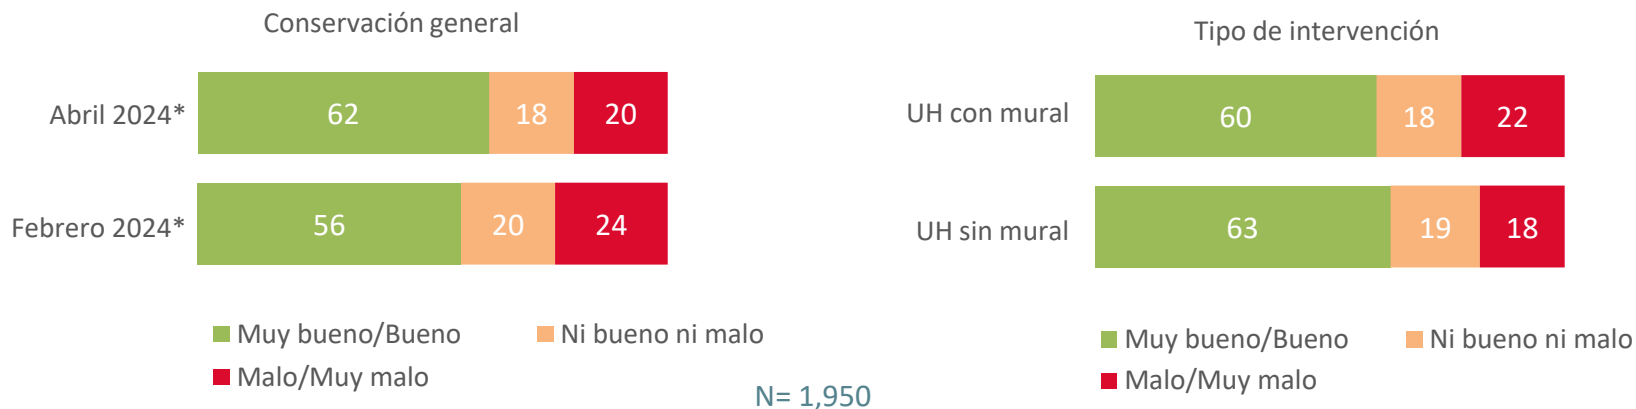 Conservación general
Abril 2024*
62
18
20
Febrero 2024*
56
20
24
Muy bueno/Bueno
Ni bueno ni malo
Malo/Muy malo
Tipo de intervención
UH con mural
60
18
22
UH sin mural
63
19
18
Muy bueno/Bueno
Ni bueno ni malo
Malo/Muy malo
N= 1,950